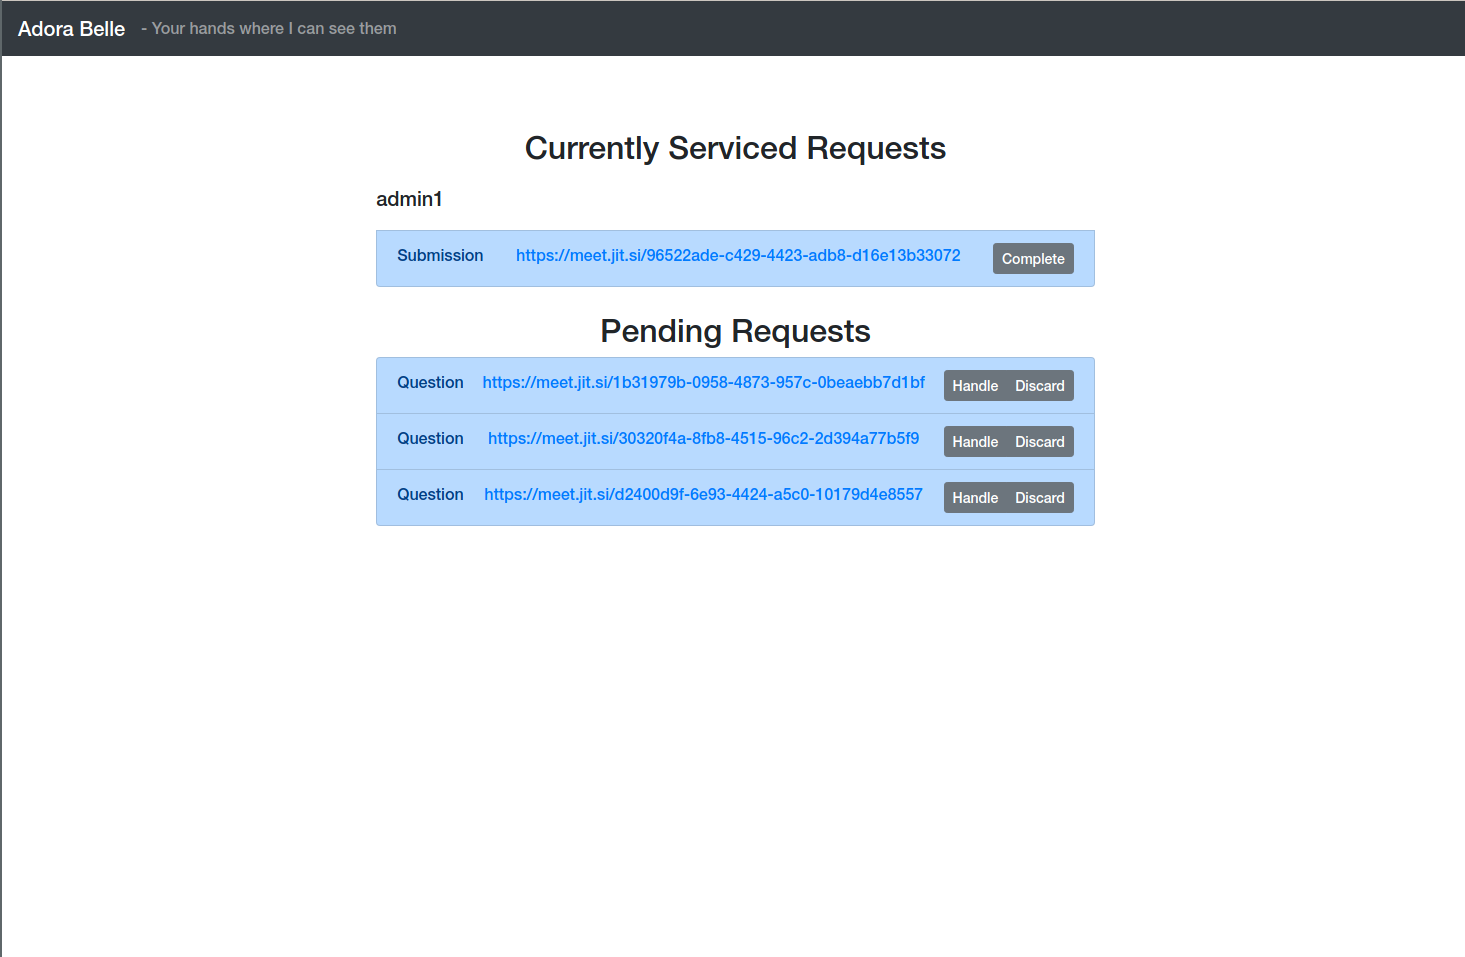 Adora Belle - Your hands where I can see them
Currently Serviced Requests
admin1
Submission https://meet.jit.si/96522ade-c429-4423-adb8-d16e13b33072 Complete
Pending Requests
Question https://meet.jit.si/1b31979b-0958-4873-957c-0beaebb7d1bf Handle Discard
Question https://meet.jit.si/30320f4a-8fb8-4515-96c2-2d394a77b5f9 Handle Discard
Question https://meet.jit.si/d2400d9f-6e93-4424-a5c0-10179d4e8557 Handle Discard